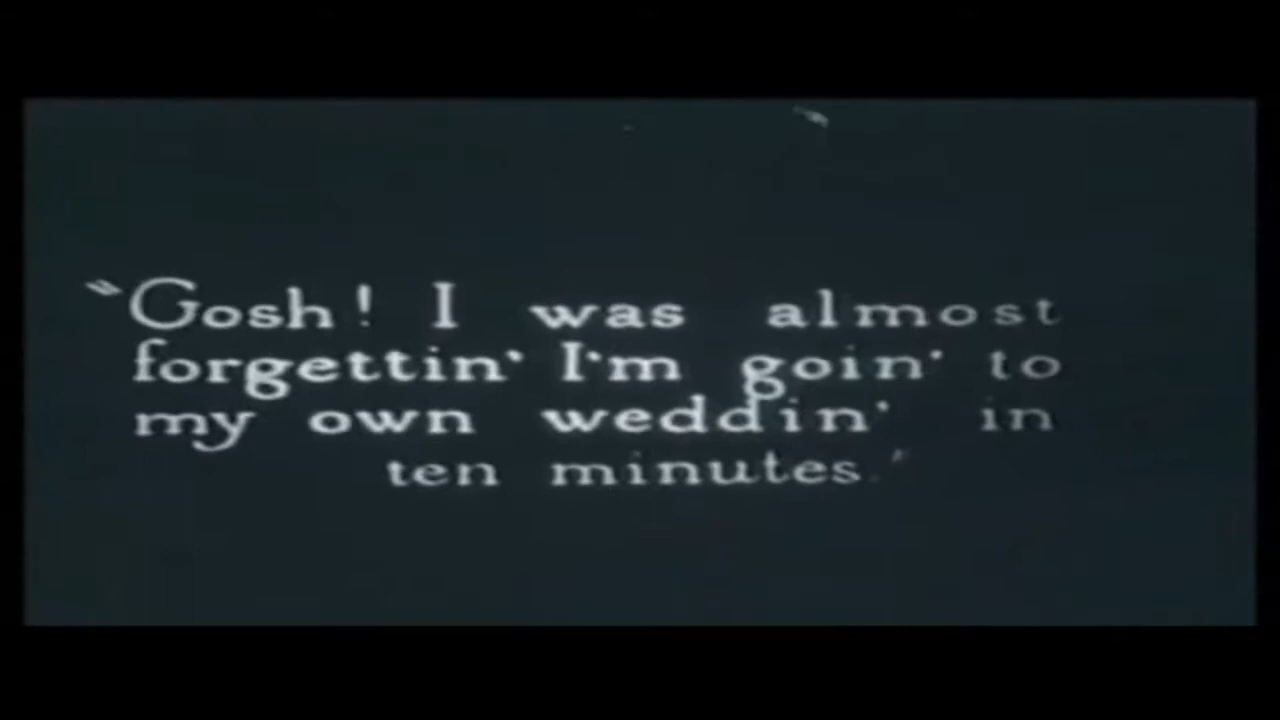 "Gosh! I was almost
forgettin' I'm goin' to
my own weddin' in
ten minutes."